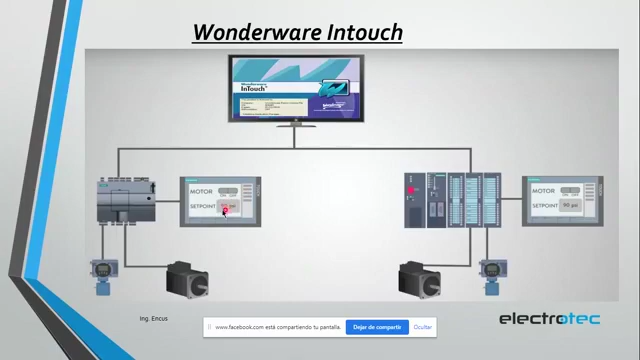 Wonderware Intouch
Wonderware
InTouch
MOTOR
SETPOINT
MOTOR
SETPOINT
90 psi
Ing. Encus
www.facebook.com está compartiendo tu pantalla.
Dejar de compartir
Ocultar
electrotec